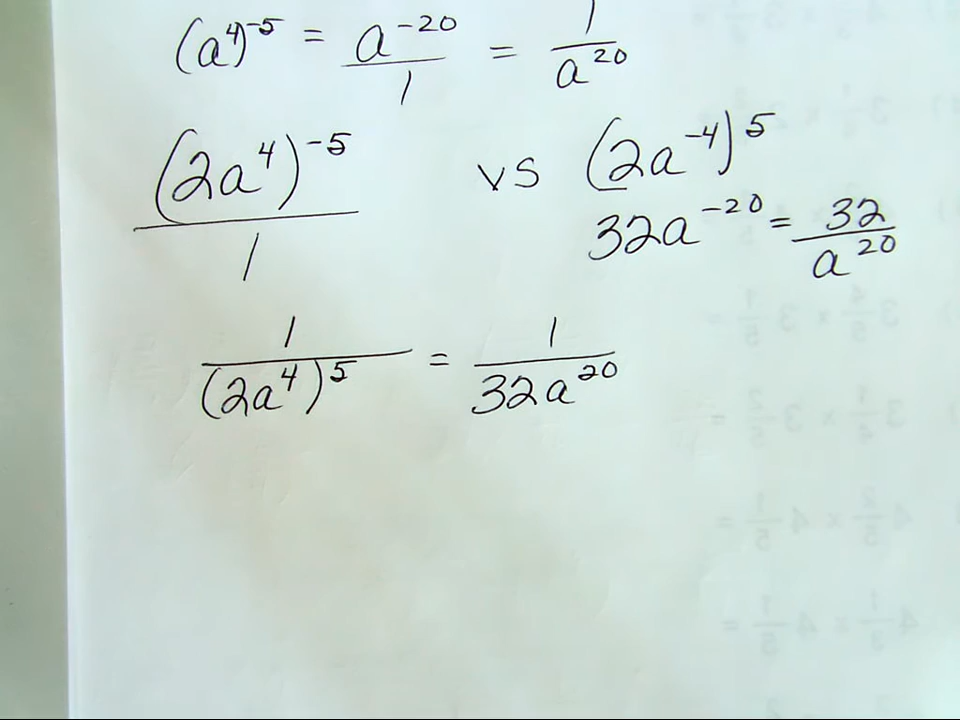 (a⁴)⁻⁵ = a⁻²⁰/1 = 1/a²⁰
(2a⁴)⁻⁵/1 vs (2a⁻⁴)⁵
32a⁻²⁰ = 32/a²⁰
1/(2a⁴)⁵ = 1/32a²⁰